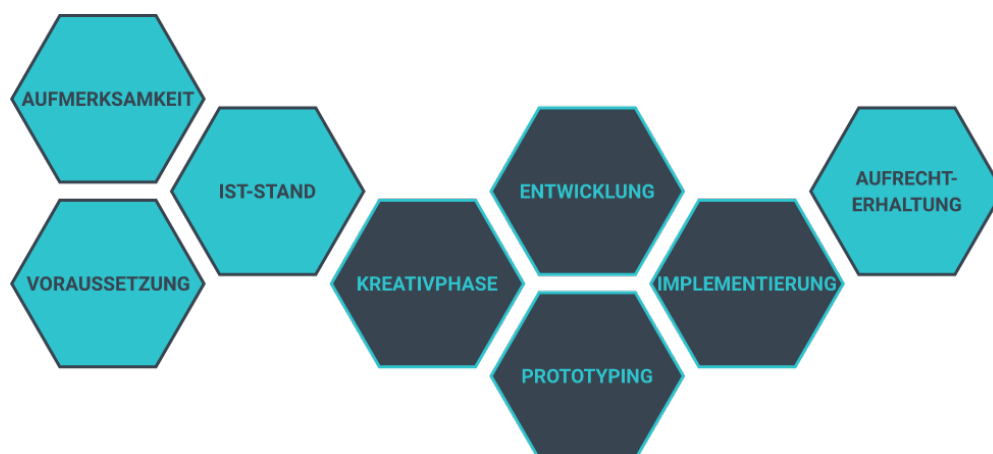 AUFMERKSAMKEIT
VORAUSSETZUNG
IST-STAND
KREATIVPHASE
ENTWICKLUNG
PROTOTYPING
IMPLEMENTIERUNG
AUFRECHT-
ERHALTUNG